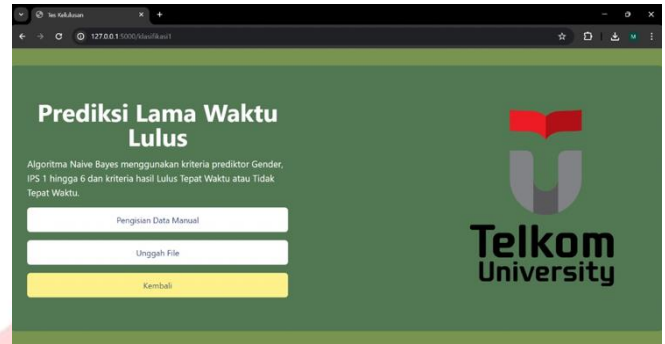 Tes Kelulusan
127.0.0.1:5000/klasifikasi1
M
Prediksi Lama Waktu
Lulus
Algoritma Naive Bayes menggunakan kriteria prediktor Gender,
IPS 1 hingga 6 dan kriteria hasil Lulus Tepat Waktu atau Tidak
Tepat Waktu.
Pengisian Data Manual
Unggah File
Kembali
Telkom
University